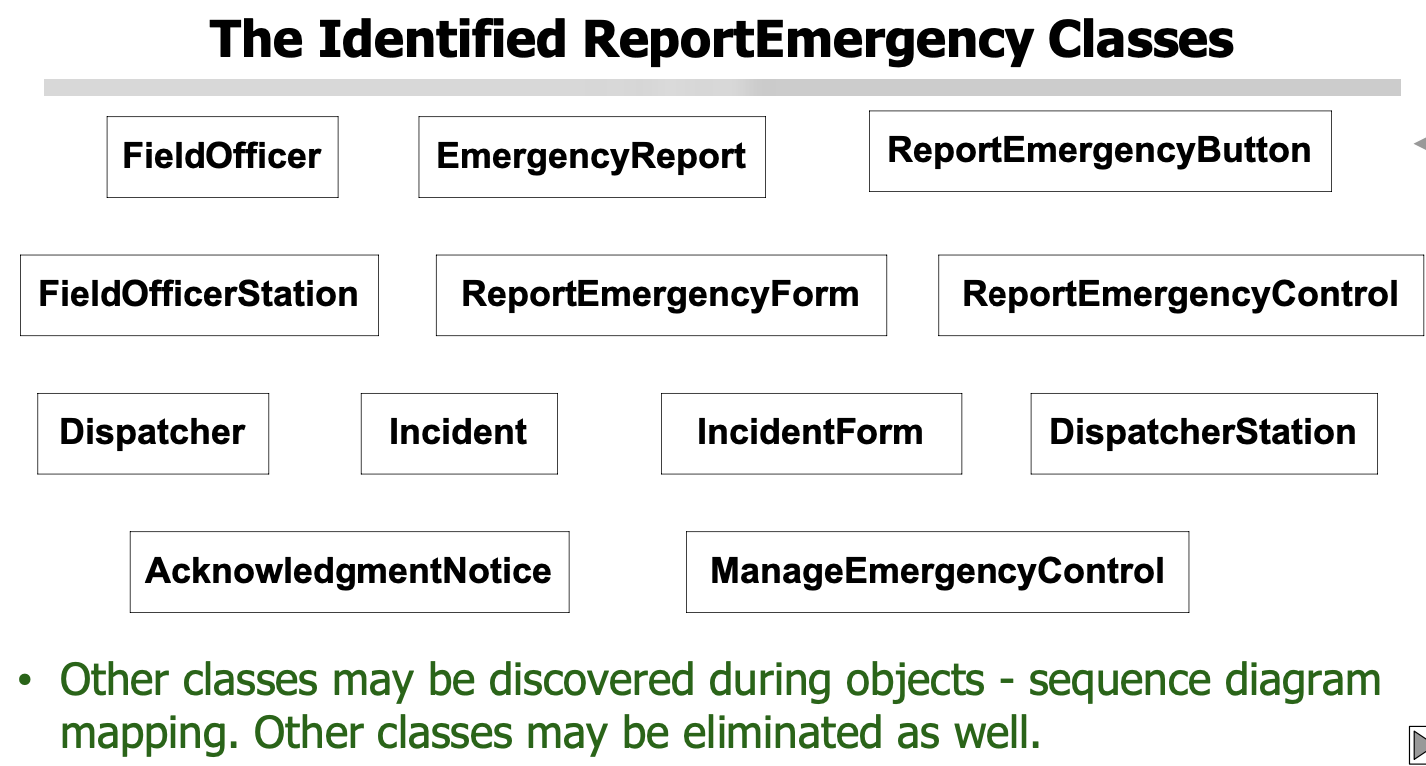 The Identified ReportEmergency Classes
FieldOfficer
EmergencyReport
ReportEmergencyButton
FieldOfficerStation
ReportEmergencyForm
ReportEmergencyControl
Dispatcher
Incident
IncidentForm
DispatcherStation
AcknowledgmentNotice
ManageEmergencyControl
• Other classes may be discovered during objects - sequence diagram
mapping. Other classes may be eliminated as well.